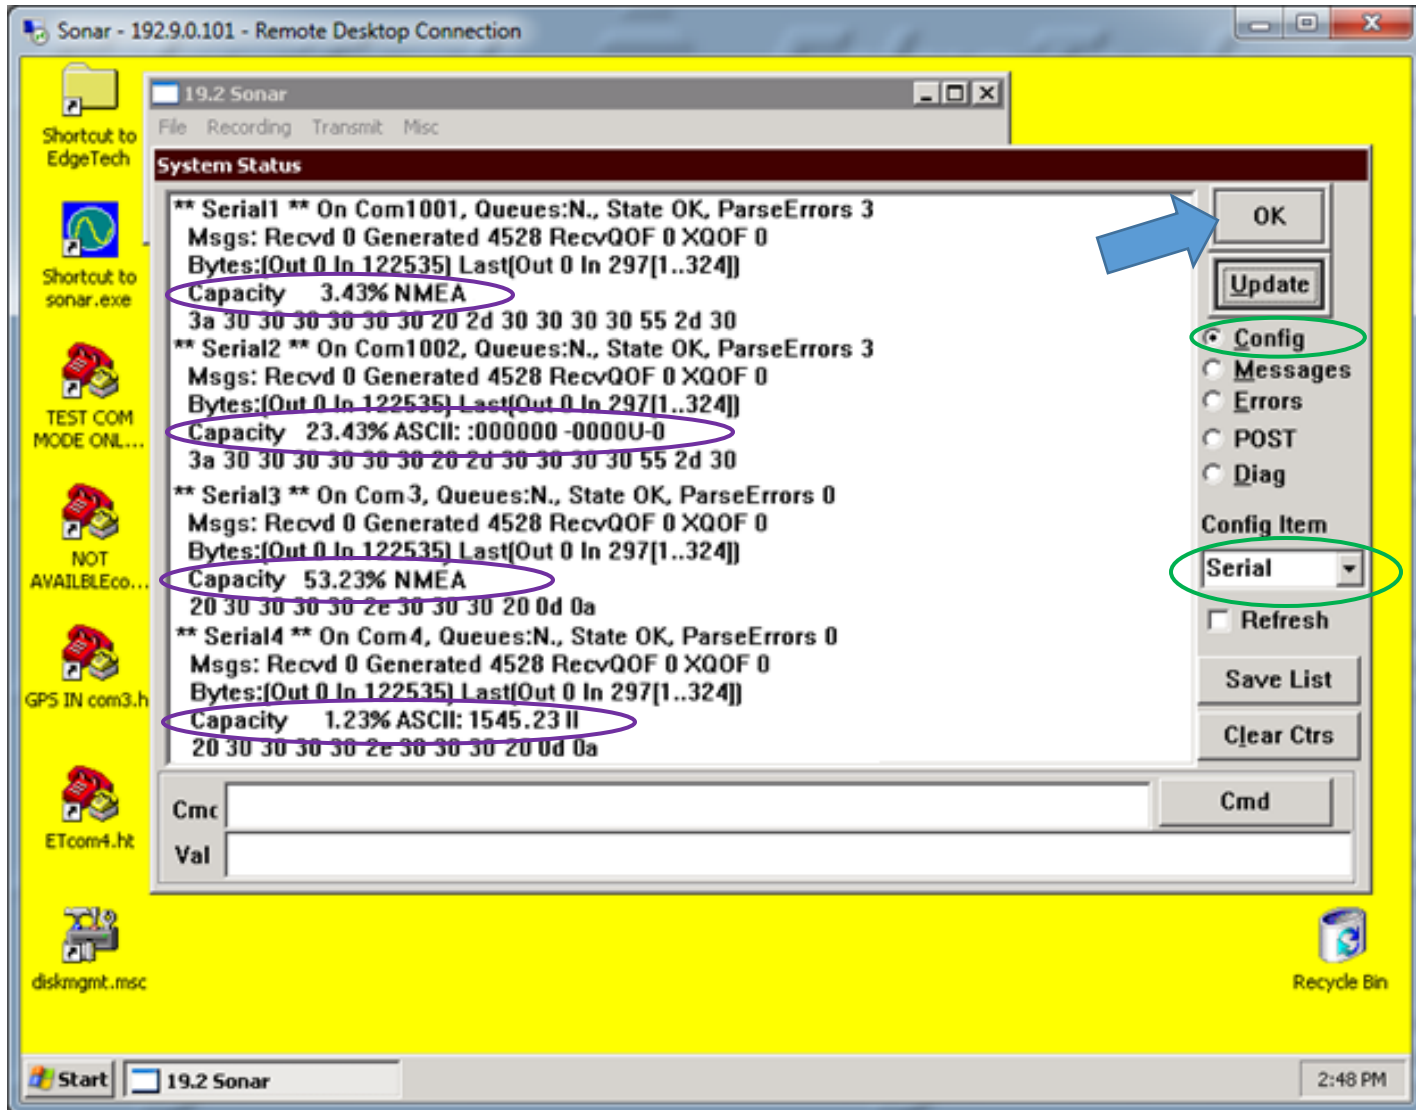 Sonar - 192.9.0.101 - Remote Desktop Connection
Shortcut to
EdgeTech
Shortcut to
sonar.exe
TEST COM
MODE ONL...
NOT
AVAILBLEco...
GPS IN com3.h
ETcom4.ht
diskmgmt.msc
19.2 Sonar
File Recording Transmit Misc
System Status
** Serial1 ** On Com1001, Queues:N., State OK, ParseErrors 3
Msgs: Recvd 0 Generated 4528 RecvQOF 0 XQOF 0
Bytes:(Out 0 In 122535) Last(Out 0 In 297[1..324])
Capacity 3.43% NMEA
3a 30 30 30 30 30 30 20 2d 30 30 30 30 55 2d 30
** Serial2 ** On Com1002, Queues:N., State OK, ParseErrors 3
Msgs: Recvd 0 Generated 4528 RecvQOF 0 XQOF 0
Bytes:(Out 0 In 122535) Last(Out 0 In 297[1..324])
Capacity 23.43% ASCII: :000000 -0000U-0
3a 30 30 30 30 30 30 20 2d 30 30 30 30 55 2d 30
** Serial3 ** On Com3, Queues:N., State OK, ParseErrors 0
Msgs: Recvd 0 Generated 4528 RecvQOF 0 XQOF 0
Bytes:(Out 0 In 122535) Last(Out 0 In 297[1..324])
Capacity 53.23% NMEA
20 30 30 30 30 2e 30 30 30 20 0d 0a
** Serial4 ** On Com4, Queues:N., State OK, ParseErrors 0
Msgs: Recvd 0 Generated 4528 RecvQOF 0 XQOF 0
Bytes:(Out 0 In 122535) Last(Out 0 In 297[1..324])
Capacity 1.23% ASCII: 1545.23 II
20 30 30 30 30 2e 30 30 30 20 0d 0a
OK
Update
Config
Messages
Errors
POST
Diag
Config Item
Serial
Refresh
Save List
Clear Ctrs
Cmc
Cmd
Val
Recycle Bin
Start
19.2 Sonar
2:48 PM